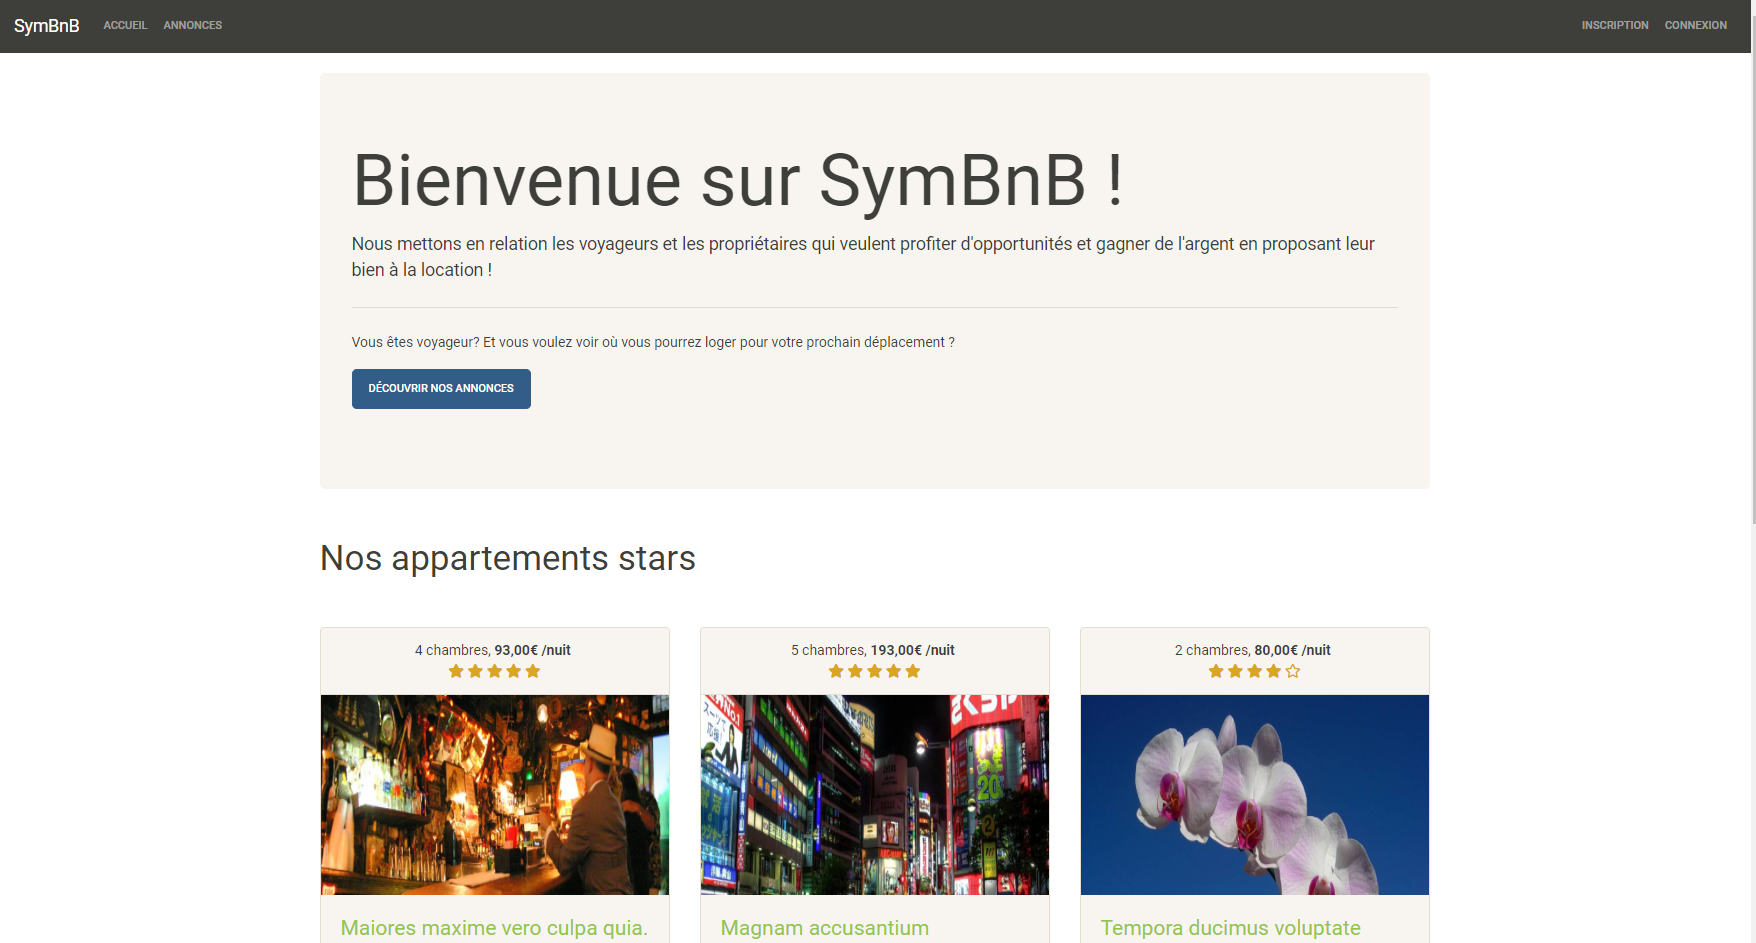 SymBnB ACCUEIL ANNONCES INSCRIPTION CONNEXION
Bienvenue sur SymBnB !
Nous mettons en relation les voyageurs et les propriétaires qui veulent profiter d'opportunités et gagner de l'argent en proposant leur
bien à la location !
Vous êtes voyageur? Et vous voulez voir où vous pourrez loger pour votre prochain déplacement ?
DÉCOUVRIR NOS ANNONCES
Nos appartements stars
4 chambres, 93,00€ /nuit
5 chambres, 193,00€ /nuit
2 chambres, 80,00€ /nuit
Maiores maxime vero culpa quia.
Magnam accusantium
Tempora ducimus voluptate